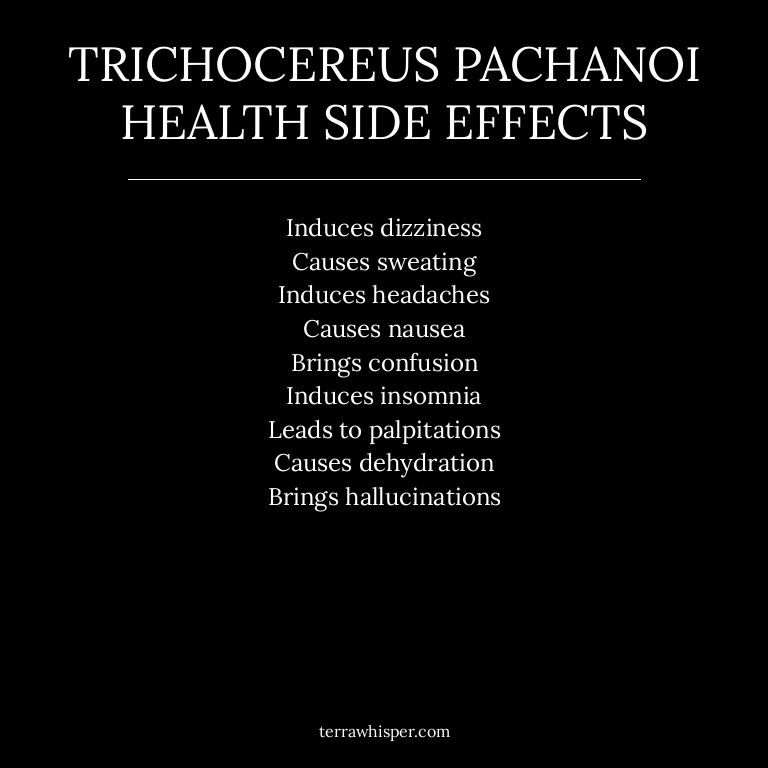 TRICHOCEREUS PACHANOI
HEALTH SIDE EFFECTS
Induces dizziness
Causes sweating
Induces headaches
Causes nausea
Brings confusion
Induces insomnia
Leads to palpitations
Causes dehydration
Brings hallucinations
terrawhisper.com